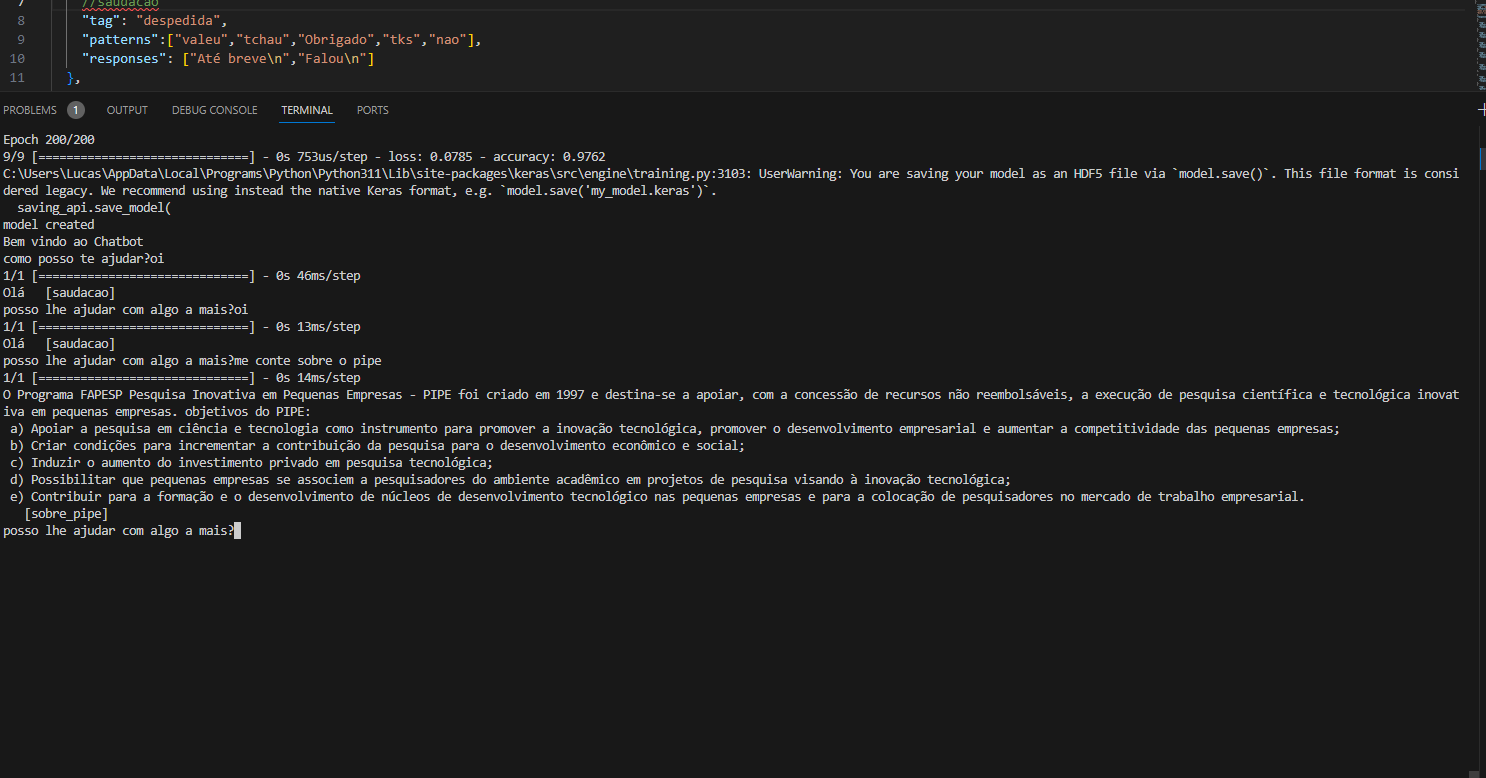 7 //saudacao
8 "tag": "despedida",
9 "patterns":["valeu","tchau","Obrigado","tks","nao"],
10 "responses": ["Até breve\n","Falou\n"]
11 },
PROBLEMS 1 OUTPUT DEBUG CONSOLE TERMINAL PORTS
Epoch 200/200
9/9 [==============================] - 0s 753us/step - loss: 0.0785 - accuracy: 0.9762
C:\Users\Lucas\AppData\Local\Programs\Python\Python311\Lib\site-packages\keras\src\engine\training.py:3103: UserWarning: You are saving your model as an HDF5 file via `model.save()`. This file format is consi
dered legacy. We recommend using instead the native Keras format, e.g. `model.save('my_model.keras')`.
saving_api.save_model(
model created
Bem vindo ao Chatbot
como posso te ajudar?oi
1/1 [==============================] - 0s 46ms/step
Olá [saudacao]
posso lhe ajudar com algo a mais?oi
1/1 [==============================] - 0s 13ms/step
Olá [saudacao]
posso lhe ajudar com algo a mais?me conte sobre o pipe
1/1 [==============================] - 0s 14ms/step
O Programa FAPESP Pesquisa Inovativa em Pequenas Empresas - PIPE foi criado em 1997 e destina-se a apoiar, com a concessão de recursos não reembolsáveis, a execução de pesquisa científica e tecnológica inovat
iva em pequenas empresas. objetivos do PIPE:
a) Apoiar a pesquisa em ciência e tecnologia como instrumento para promover a inovação tecnológica, promover o desenvolvimento empresarial e aumentar a competitividade das pequenas empresas;
b) Criar condições para incrementar a contribuição da pesquisa para o desenvolvimento econômico e social;
c) Induzir o aumento do investimento privado em pesquisa tecnológica;
d) Possibilitar que pequenas empresas se associem a pesquisadores do ambiente acadêmico em projetos de pesquisa visando à inovação tecnológica;
e) Contribuir para a formação e o desenvolvimento de núcleos de desenvolvimento tecnológico nas pequenas empresas e para a colocação de pesquisadores no mercado de trabalho empresarial.
[sobre_pipe]
posso lhe ajudar com algo a mais?